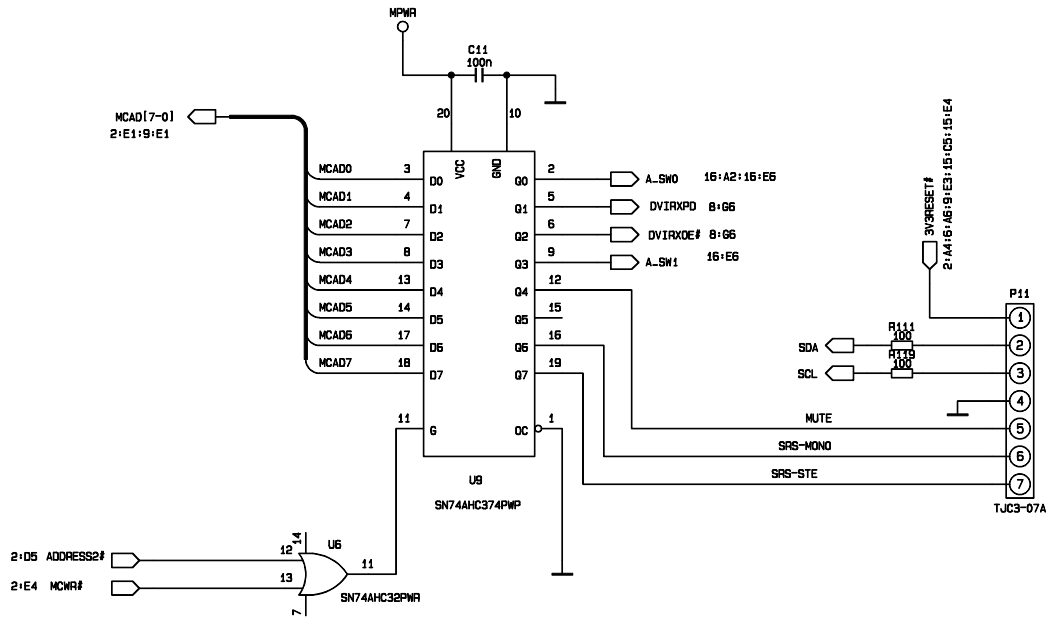 MPWR
C11
100n
20
10
MCAD[7-0]
2:E1:9:E1
VCC
GND
MCAD0 3 D0 Q0 2 A_SW0 16:A2:16:E6
MCAD1 4 D1 Q1 5 DVIRXPD 8:G6
MCAD2 7 D2 Q2 6 DVIRXOE# 8:G6
MCAD3 8 D3 Q3 9 A_SW1 16:E6
MCAD4 13 D4 Q4 12
MCAD5 14 D5 Q5 15
MCAD6 17 D6 Q6 16
MCAD7 18 D7 Q7 19
11 G OC 1
U9
SN74AHC374PWP
3V3RESET#
2:A4:6:A6:9:E3:15:C5:15:E4
P11
1
R111
100
SDA 2
R119
100
SCL 3
4
MUTE 5
SRS-MONO 6
SRS-STE 7
TJC3-07A
2:D5 ADDRESS2# 12
2:E4 MCWR# 13
14
7
U6
11
SN74AHC32PWR